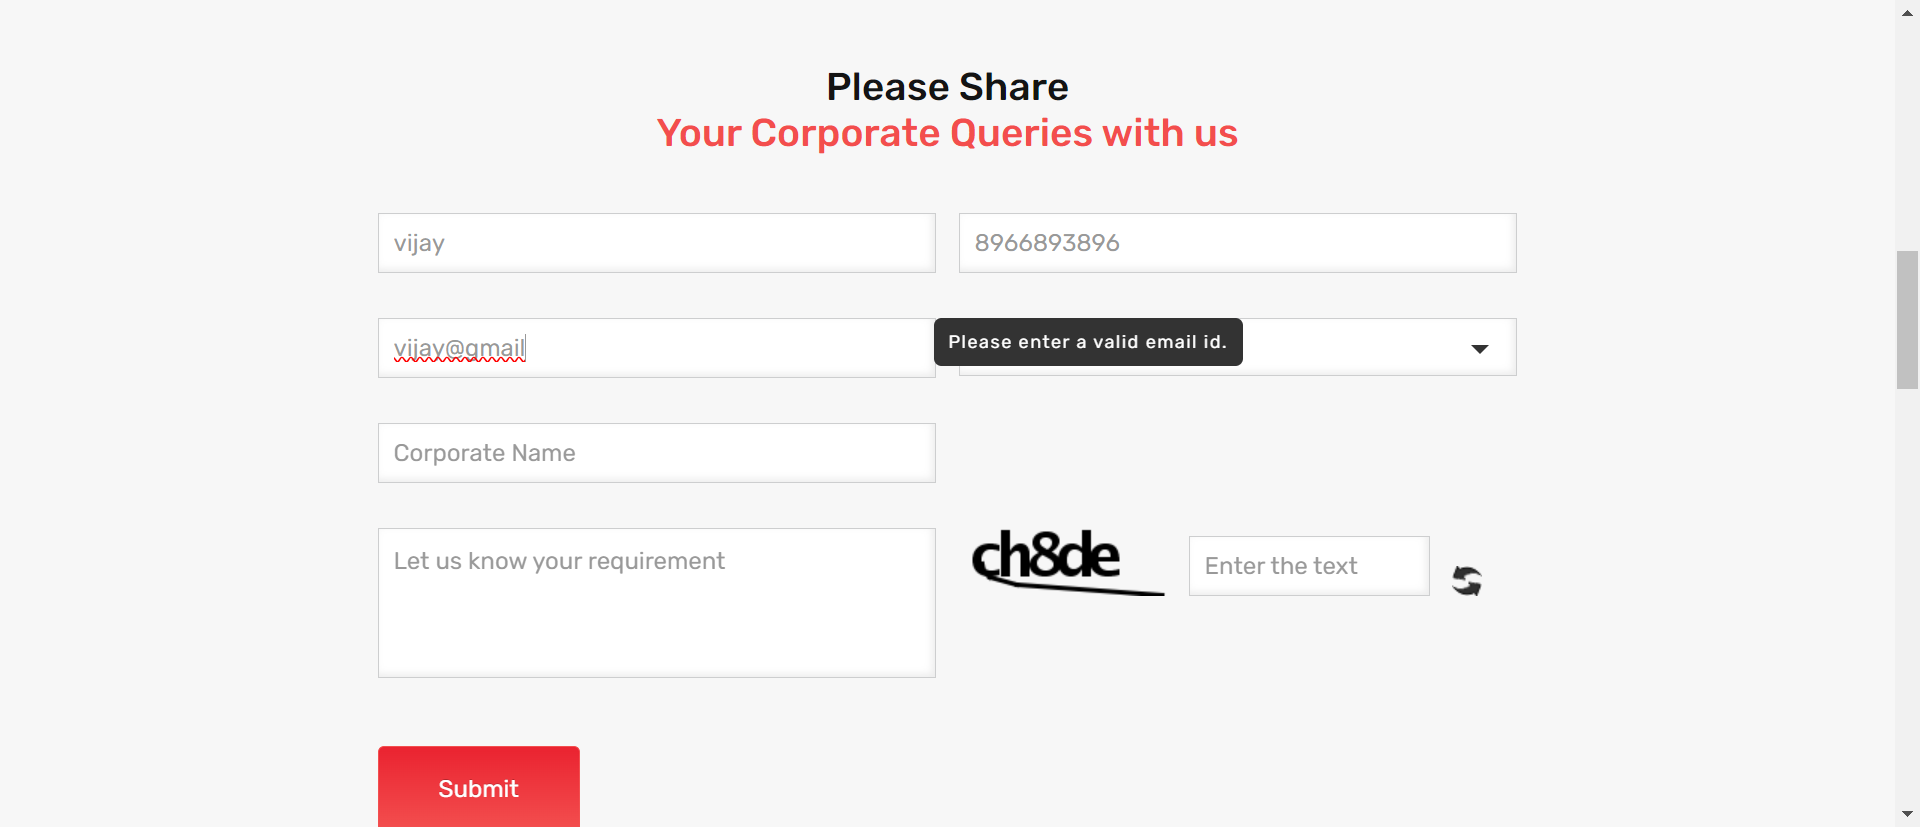 Please Share
Your Corporate Queries with us
vijay
8966893896
vijay@gmail
Please enter a valid email id.
Corporate Name
Let us know your requirement
ch8de
Enter the text
Submit